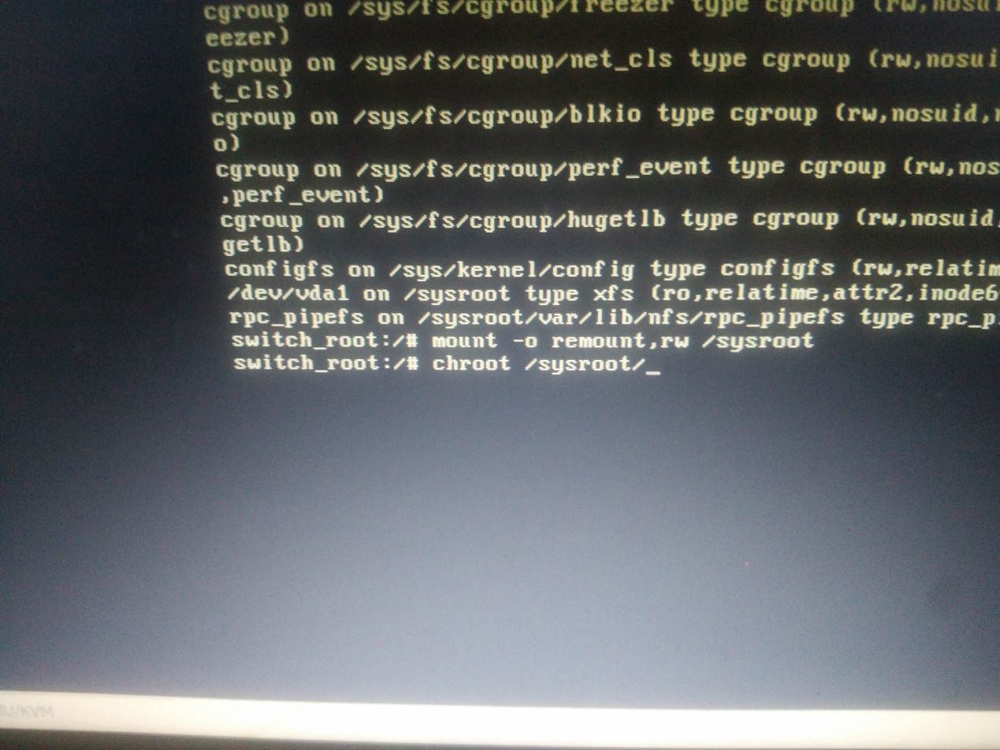 cgroup on /sys/fs/cgroup/freezer type cgroup (rw,nosui
eezer)
cgroup on /sys/fs/cgroup/net_cls type cgroup (rw,nosui
t_cls)
cgroup on /sys/fs/cgroup/blkio type cgroup (rw,nosuid,
o)
cgroup on /sys/fs/cgroup/perf_event type cgroup (rw,nos
,perf_event)
cgroup on /sys/fs/cgroup/hugetlb type cgroup (rw,nosuid,
getlb)
configfs on /sys/kernel/config type configfs (rw,relatim
/dev/vda1 on /sysroot type xfs (ro,relatime,attr2,inode6
rpc_pipefs on /sysroot/var/lib/nfs/rpc_pipefs type rpc_p
switch_root:/# mount -o remount,rw /sysroot
switch_root:/# chroot /sysroot/_
U/KVM